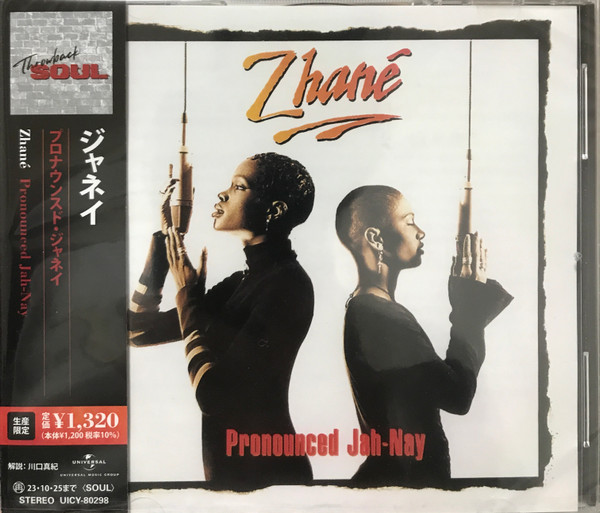 Throwback
SOUL
ジャネイ
プロナウンスド・ジャネイ
Zhané Pronounced Jah-Nay
生産
限定
定価 ¥1,320
(本体¥1,200 税率10%)
解説:川口真紀
UNIVERSAL
UNIVERSAL MUSIC GROUP
再 23・10・25まで 〈SOUL〉
STEREO UICY-80298
Zhané
Pronounced Jah-Nay